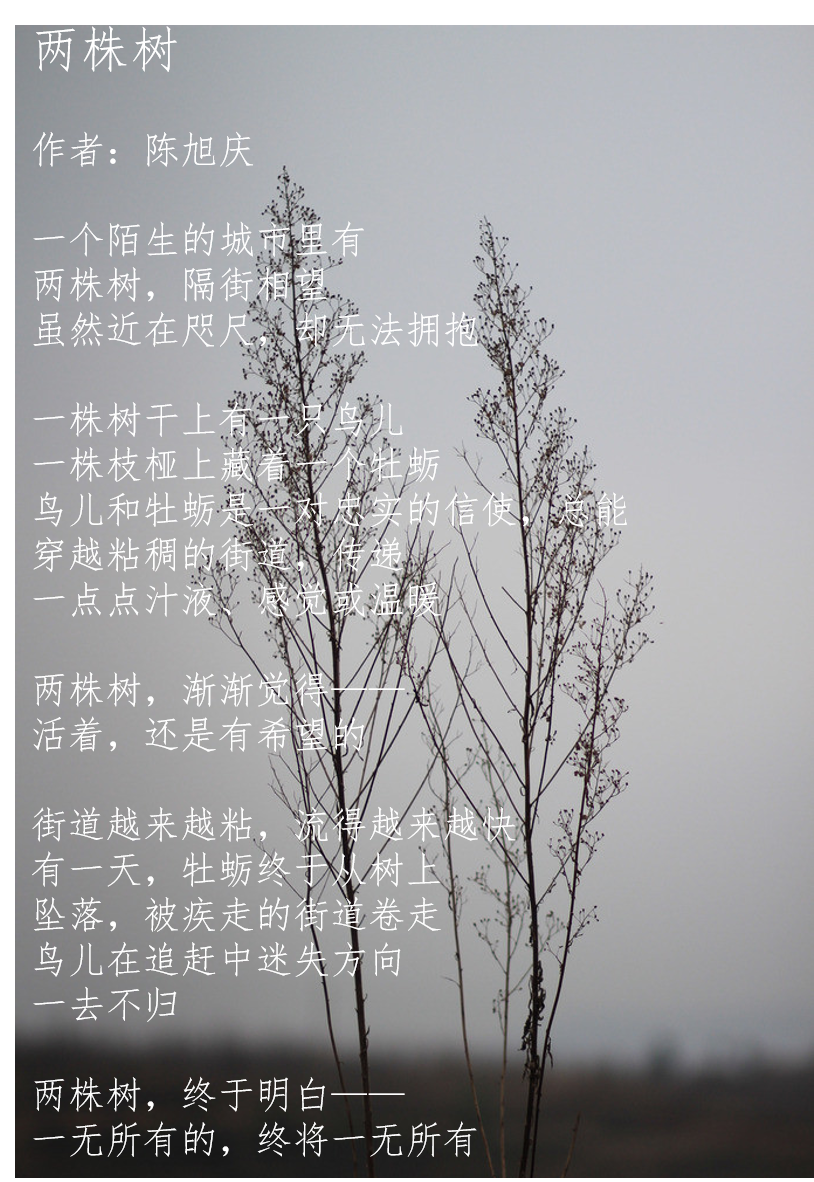 两株树
作者：陈旭庆
一个陌生的城市里有
两株树，隔街相望
虽然近在咫尺，却无法拥抱
一株树干上有一只鸟儿
一株枝桠上藏着一个牡蛎
鸟儿和牡蛎是一对忠实的信使，总能
穿越粘稠的街道，传递
一点点汁液、感觉或温暖
两株树，渐渐觉得——
活着，还是有希望的
街道越来越粘，流得越来越快
有一天，牡蛎终于从树上
坠落，被疾走的街道卷走
鸟儿在追赶中迷失方向
一去不归
两株树，终于明白——
一无所有的，终将一无所有